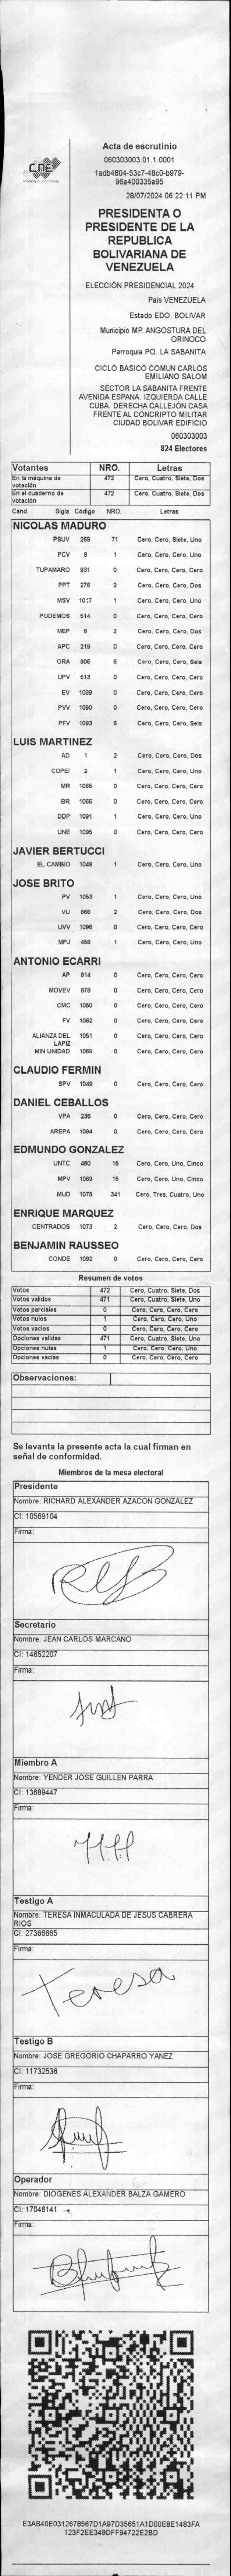 CNE
Acta de escrutinio
060303003.01.1.0001
1adb4804-53c7-48c0-b979-
96a400335a95
28/07/2024 06:22:11 PM
PRESIDENTA O
PRESIDENTE DE LA
REPUBLICA
BOLIVARIANA DE
VENEZUELA
ELECCIÓN PRESIDENCIAL 2024
Pais VENEZUELA
Estado EDO. BOLIVAR
Municipio MP. ANGOSTURA DEL
ORINOCO
Parroquia PQ. LA SABANITA
CICLO BASICO COMUN CARLOS
EMILIANO SALOM
SECTOR LA SABANITA FRENTE
AVENIDA ESPANA. IZQUIERDA CALLE
CUBA. DERECHA CALLEJÓN CASA
FRENTE AL CONCRIPTO MILITAR
CIUDAD BOLIVAR EDIFICIO
060303003
824 Electores
Votantes NRO. Letras
En la máquina de votación 472 Cero, Cuatro, Siete, Dos
En el cuaderno de votación 472 Cero, Cuatro, Siete, Dos
Cand. Sigla Código NRO. Letras
NICOLAS MADURO
PSUV 269 71 Cero, Cero, Siete, Uno
PCV 9 1 Cero, Cero, Cero, Uno
TUPAMARO 931 0 Cero, Cero, Cero, Cero
PPT 276 2 Cero, Cero, Cero, Dos
MSV 1017 1 Cero, Cero, Cero, Uno
PODEMOS 514 0 Cero, Cero, Cero, Cero
MEP 6 2 Cero, Cero, Cero, Dos
APC 219 0 Cero, Cero, Cero, Cero
ORA 906 6 Cero, Cero, Cero, Seis
UPV 513 0 Cero, Cero, Cero, Cero
EV 1089 0 Cero, Cero, Cero, Cero
PVV 1090 0 Cero, Cero, Cero, Cero
PFV 1093 6 Cero, Cero, Cero, Seis
LUIS MARTINEZ
AD 1 2 Cero, Cero, Cero, Dos
COPEI 2 1 Cero, Cero, Cero, Uno
MR 1065 0 Cero, Cero, Cero, Cero
BR 1066 0 Cero, Cero, Cero, Cero
DDP 1091 1 Cero, Cero, Cero, Uno
UNE 1095 0 Cero, Cero, Cero, Cero
JAVIER BERTUCCI
EL CAMBIO 1048 1 Cero, Cero, Cero, Uno
JOSE BRITO
PV 1053 1 Cero, Cero, Cero, Uno
VU 868 2 Cero, Cero, Cero, Dos
UVV 1096 0 Cero, Cero, Cero, Cero
MPJ 458 1 Cero, Cero, Cero, Uno
ANTONIO ECARRI
AP 814 0 Cero, Cero, Cero, Cero
MOVEV 878 0 Cero, Cero, Cero, Cero
CMC 1050 0 Cero, Cero, Cero, Cero
FV 1062 0 Cero, Cero, Cero, Cero
ALIANZA DEL LAPIZ 1051 0 Cero, Cero, Cero, Cero
MIN UNIDAD 1068 0 Cero, Cero, Cero, Cero
CLAUDIO FERMIN
SPV 1049 0 Cero, Cero, Cero, Cero
DANIEL CEBALLOS
VPA 236 0 Cero, Cero, Cero, Cero
AREPA 1094 0 Cero, Cero, Cero, Cero
EDMUNDO GONZALEZ
UNTC 460 15 Cero, Cero, Uno, Cinco
MPV 1069 15 Cero, Cero, Uno, Cinco
MUD 1075 341 Cero, Tres, Cuatro, Uno
ENRIQUE MARQUEZ
CENTRADOS 1073 2 Cero, Cero, Cero, Dos
BENJAMIN RAUSSEO
CONDE 1092 0 Cero, Cero, Cero, Cero
Resumen de votos
Votos 472 Cero, Cuatro, Siete, Dos
Votos validos 471 Cero, Cuatro, Siete, Uno
Votos parciales 0 Cero, Cero, Cero, Cero
Votos nulos 1 Cero, Cero, Cero, Uno
Votos vacios 0 Cero, Cero, Cero, Cero
Opciones validas 471 Cero, Cuatro, Siete, Uno
Opciones nulas 1 Cero, Cero, Cero, Uno
Opciones vacias 0 Cero, Cero, Cero, Cero
Observaciones:
Se levanta la presente acta la cual firman en
señal de conformidad.
Miembros de la mesa electoral
Presidente
Nombre: RICHARD ALEXANDER AZACON GONZALEZ
CI: 10569104
Firma:
Secretario
Nombre: JEAN CARLOS MARCANO
CI: 14652207
Firma:
Miembro A
Nombre: YENDER JOSE GUILLEN PARRA
CI: 13689447
Firma:
Testigo A
Nombre: TERESA INMACULADA DE JESUS CABRERA
RIOS
CI: 27366665
Firma:
Teresa
Testigo B
Nombre: JOSE GREGORIO CHAPARRO YANEZ
CI: 11732536
Firma:
Operador
Nombre: DIOGENES ALEXANDER BALZA GAMERO
CI: 17046141
Firma:
E3AB40E0312678567D1A97D35651A1D00E8E1483FA
123F2EE349DFF94722E2BD